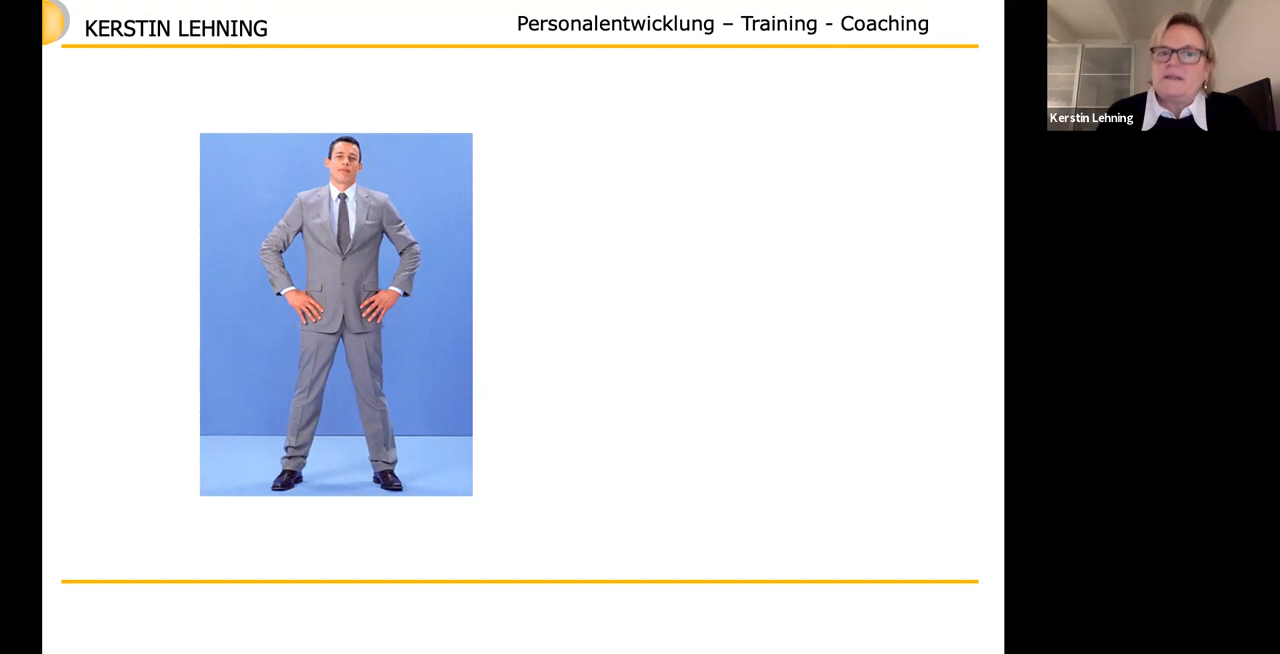 KERSTIN LEHNING
Personalentwicklung – Training - Coaching
Kerstin Lehning